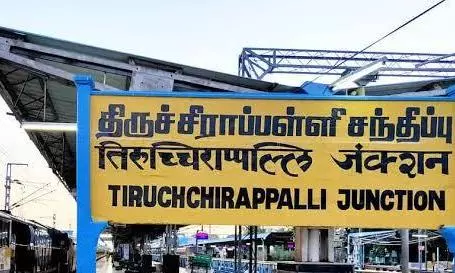 திருச்சிராப்பள்ளி சந்திப்பு
तिरुच्चिराप्पल्लि जंक्शन
TIRUCHCHIRAPPALLI JUNCTION